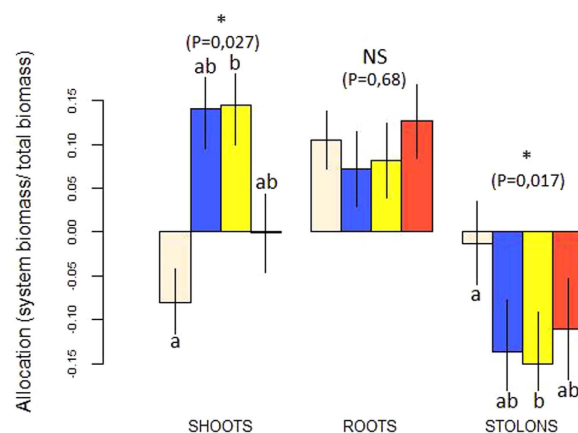 *
(P=0,027)
ab b
ab
a
NS
(P=0,68)
*
(P=0,017)
a
ab b ab
Allocation (system biomass/ total biomass)
0.15
0.10
0.05
0.00
-0.05
-0.10
-0.15
SHOOTS ROOTS STOLONS